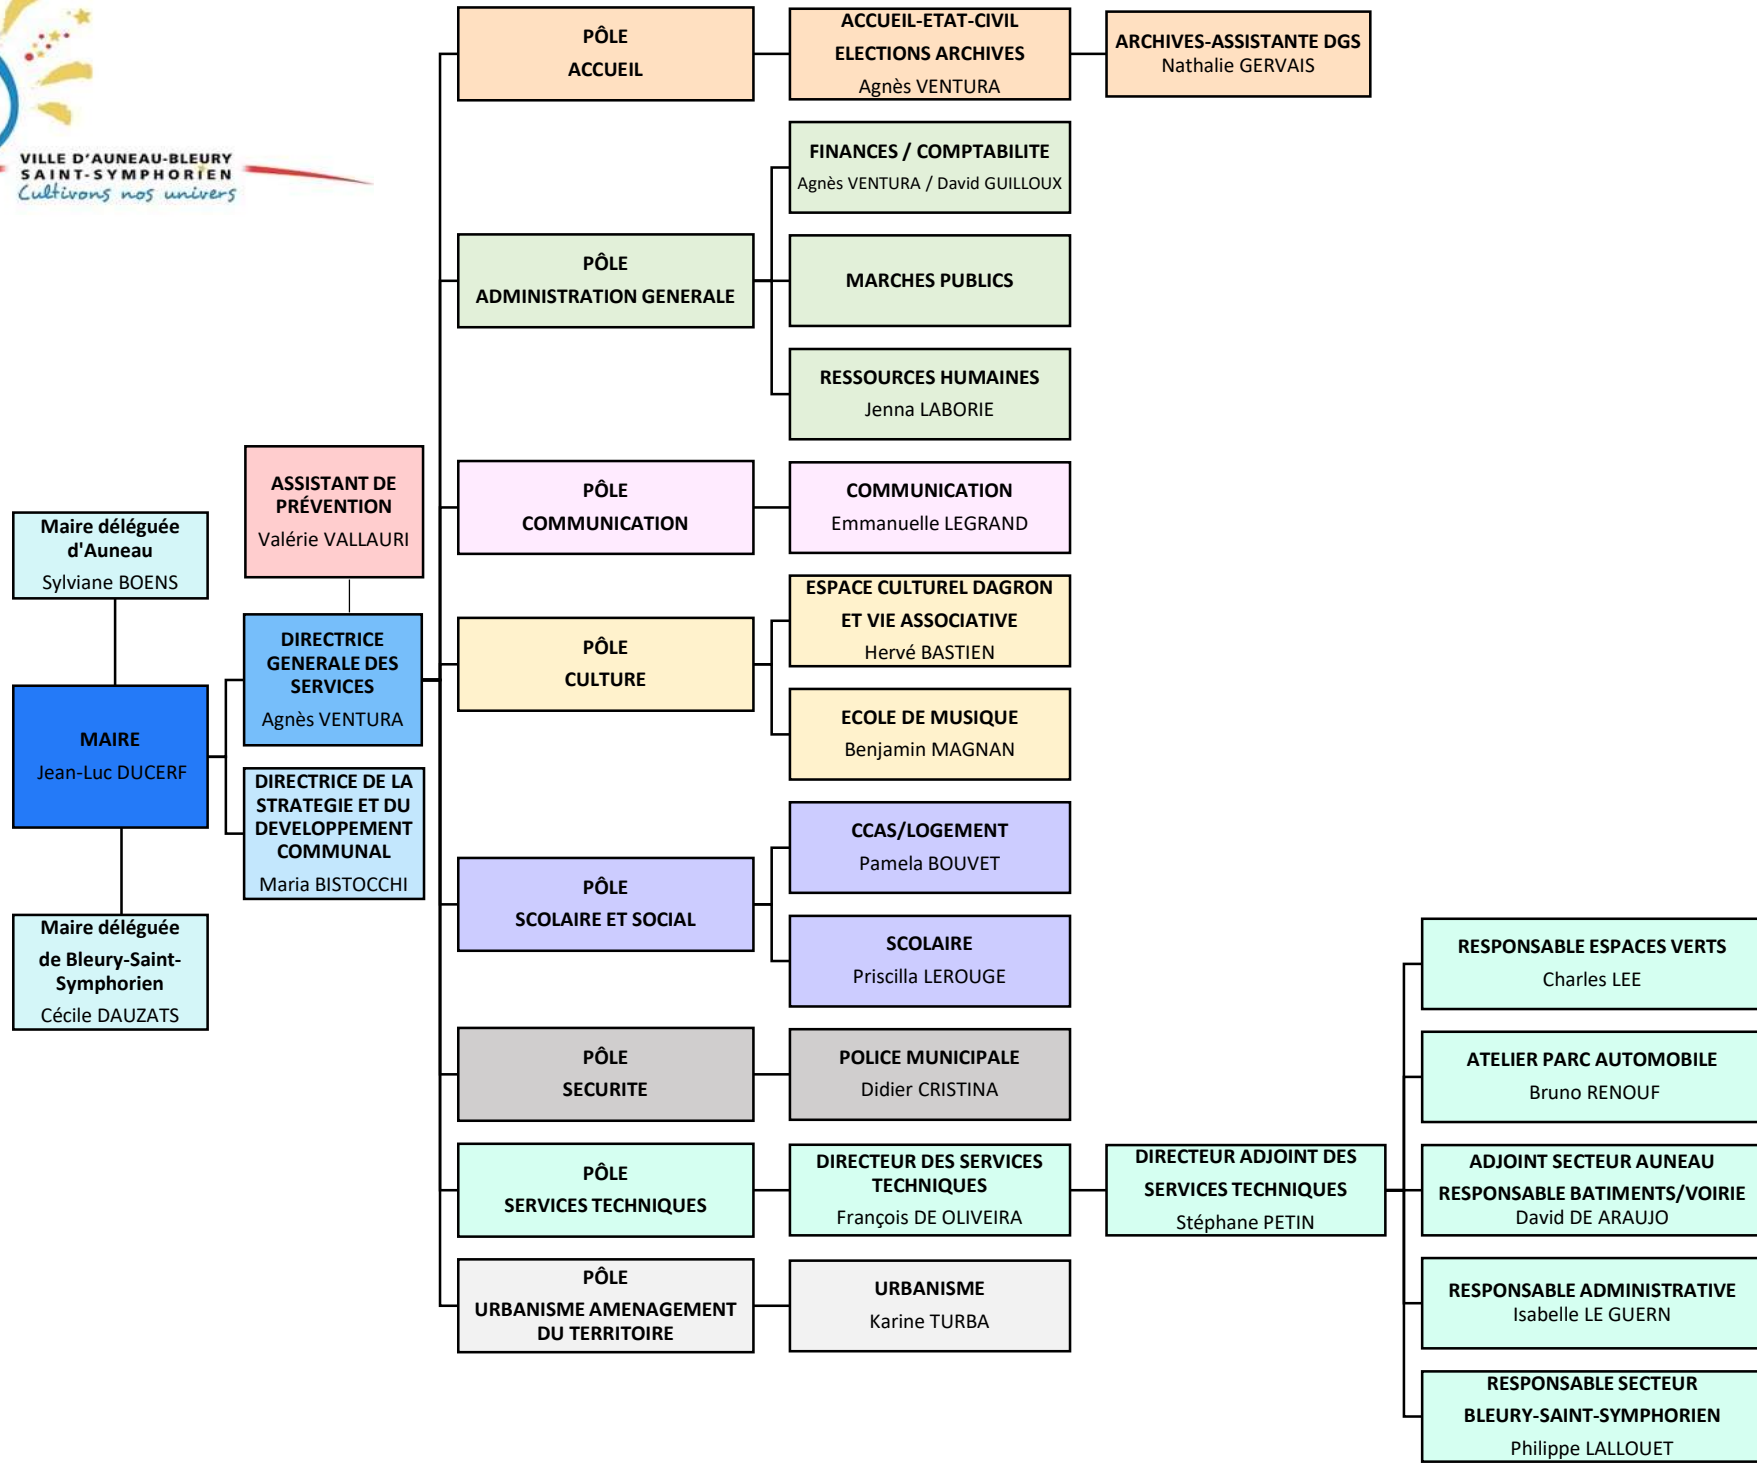 VILLE D'AUNEAU-BLEURY
SAINT-SYMPHORIEN
Cultivons nos univers
Maire déléguée
d'Auneau
Sylviane BOENS
MAIRE
Jean-Luc DUCERF
Maire déléguée
de Bleury-Saint-
Symphorien
Cécile DAUZATS
ASSISTANT DE
PRÉVENTION
Valérie VALLAURI
DIRECTRICE
GENERALE DES
SERVICES
Agnès VENTURA
DIRECTRICE DE LA
STRATEGIE ET DU
DEVELOPPEMENT
COMMUNAL
Maria BISTOCCHI
PÔLE
ACCUEIL
ACCUEIL-ETAT-CIVIL
ELECTIONS ARCHIVES
Agnès VENTURA
ARCHIVES-ASSISTANTE DGS
Nathalie GERVAIS
PÔLE
ADMINISTRATION GENERALE
FINANCES / COMPTABILITE
Agnès VENTURA / David GUILLOUX
MARCHES PUBLICS
RESSOURCES HUMAINES
Jenna LABORIE
PÔLE
COMMUNICATION
COMMUNICATION
Emmanuelle LEGRAND
PÔLE
CULTURE
ESPACE CULTUREL DAGRON
ET VIE ASSOCIATIVE
Hervé BASTIEN
ECOLE DE MUSIQUE
Benjamin MAGNAN
PÔLE
SCOLAIRE ET SOCIAL
CCAS/LOGEMENT
Pamela BOUVET
SCOLAIRE
Priscilla LEROUGE
PÔLE
SECURITE
POLICE MUNICIPALE
Didier CRISTINA
PÔLE
SERVICES TECHNIQUES
DIRECTEUR DES SERVICES
TECHNIQUES
François DE OLIVEIRA
DIRECTEUR ADJOINT DES
SERVICES TECHNIQUES
Stéphane PETIN
RESPONSABLE ESPACES VERTS
Charles LEE
ATELIER PARC AUTOMOBILE
Bruno RENOUF
ADJOINT SECTEUR AUNEAU
RESPONSABLE BATIMENTS/VOIRIE
David DE ARAUJO
RESPONSABLE ADMINISTRATIVE
Isabelle LE GUERN
RESPONSABLE SECTEUR
BLEURY-SAINT-SYMPHORIEN
Philippe LALLOUET
PÔLE
URBANISME AMENAGEMENT
DU TERRITOIRE
URBANISME
Karine TURBA